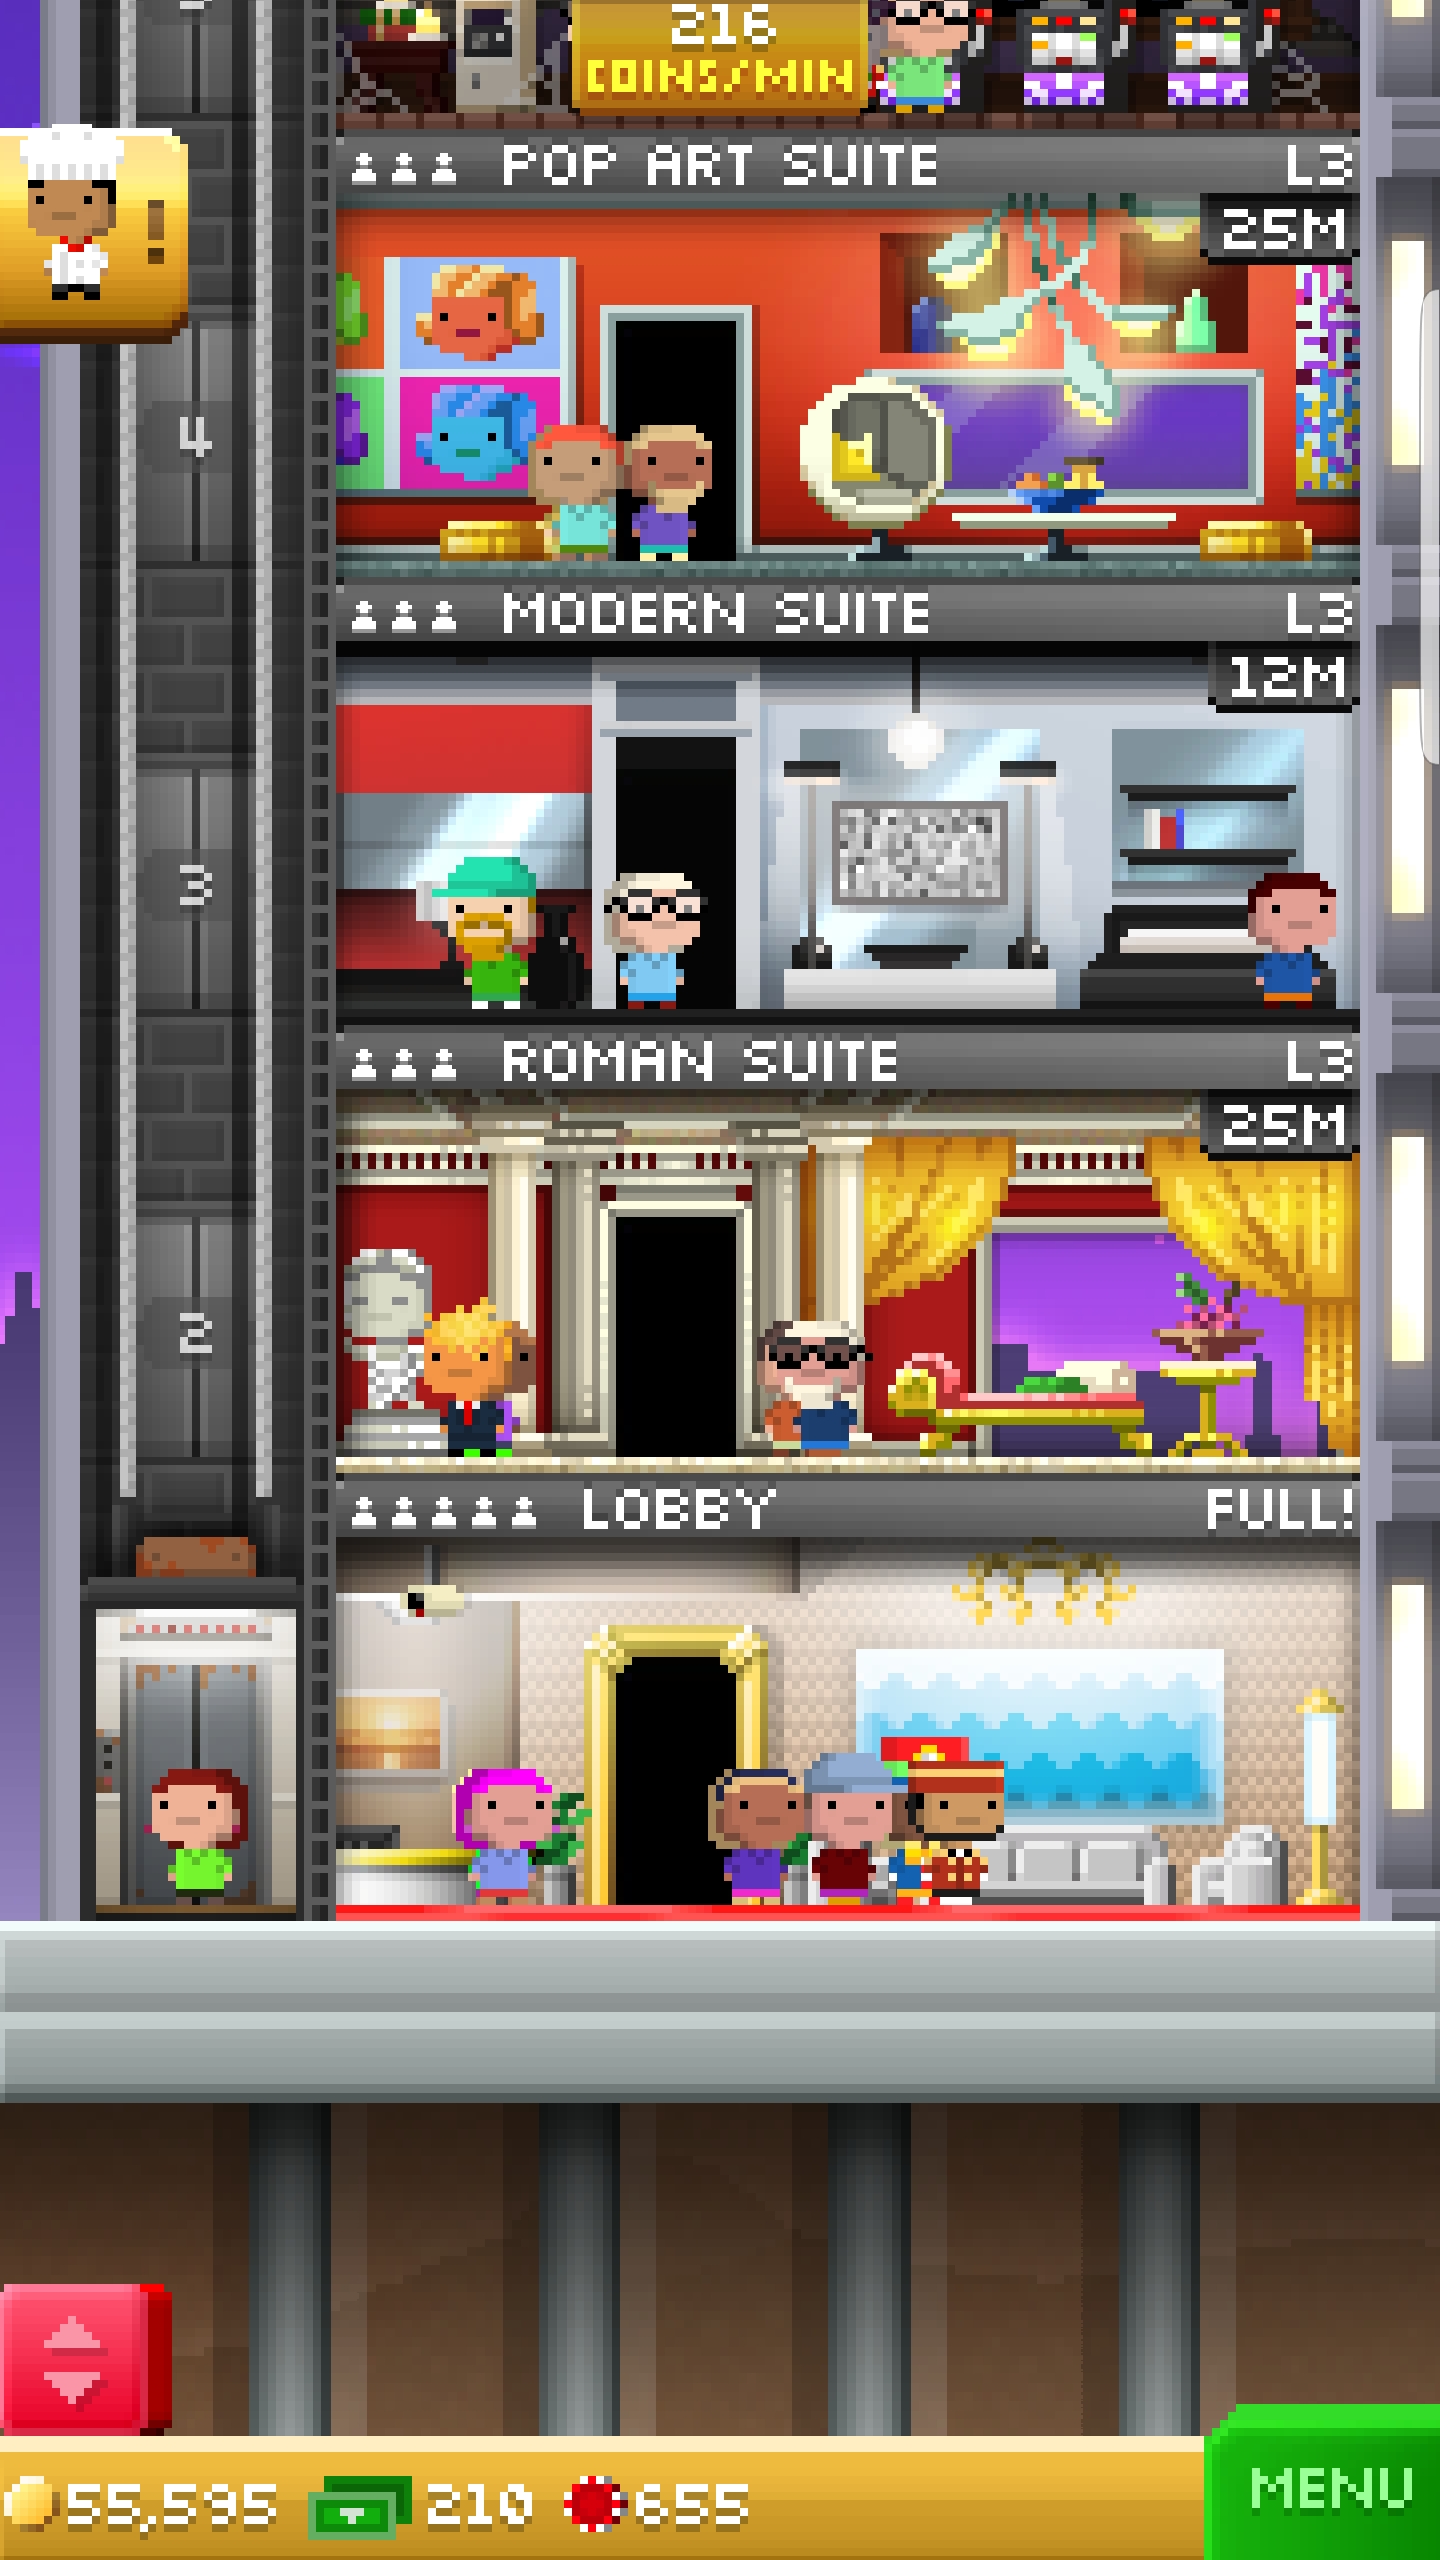 216
COINS/MIN
!
POP ART SUITE L3
25M
4
MODERN SUITE L3
12M
3
ROMAN SUITE L3
25M
2
LOBBY FULL!
55,595 210 655
MENU